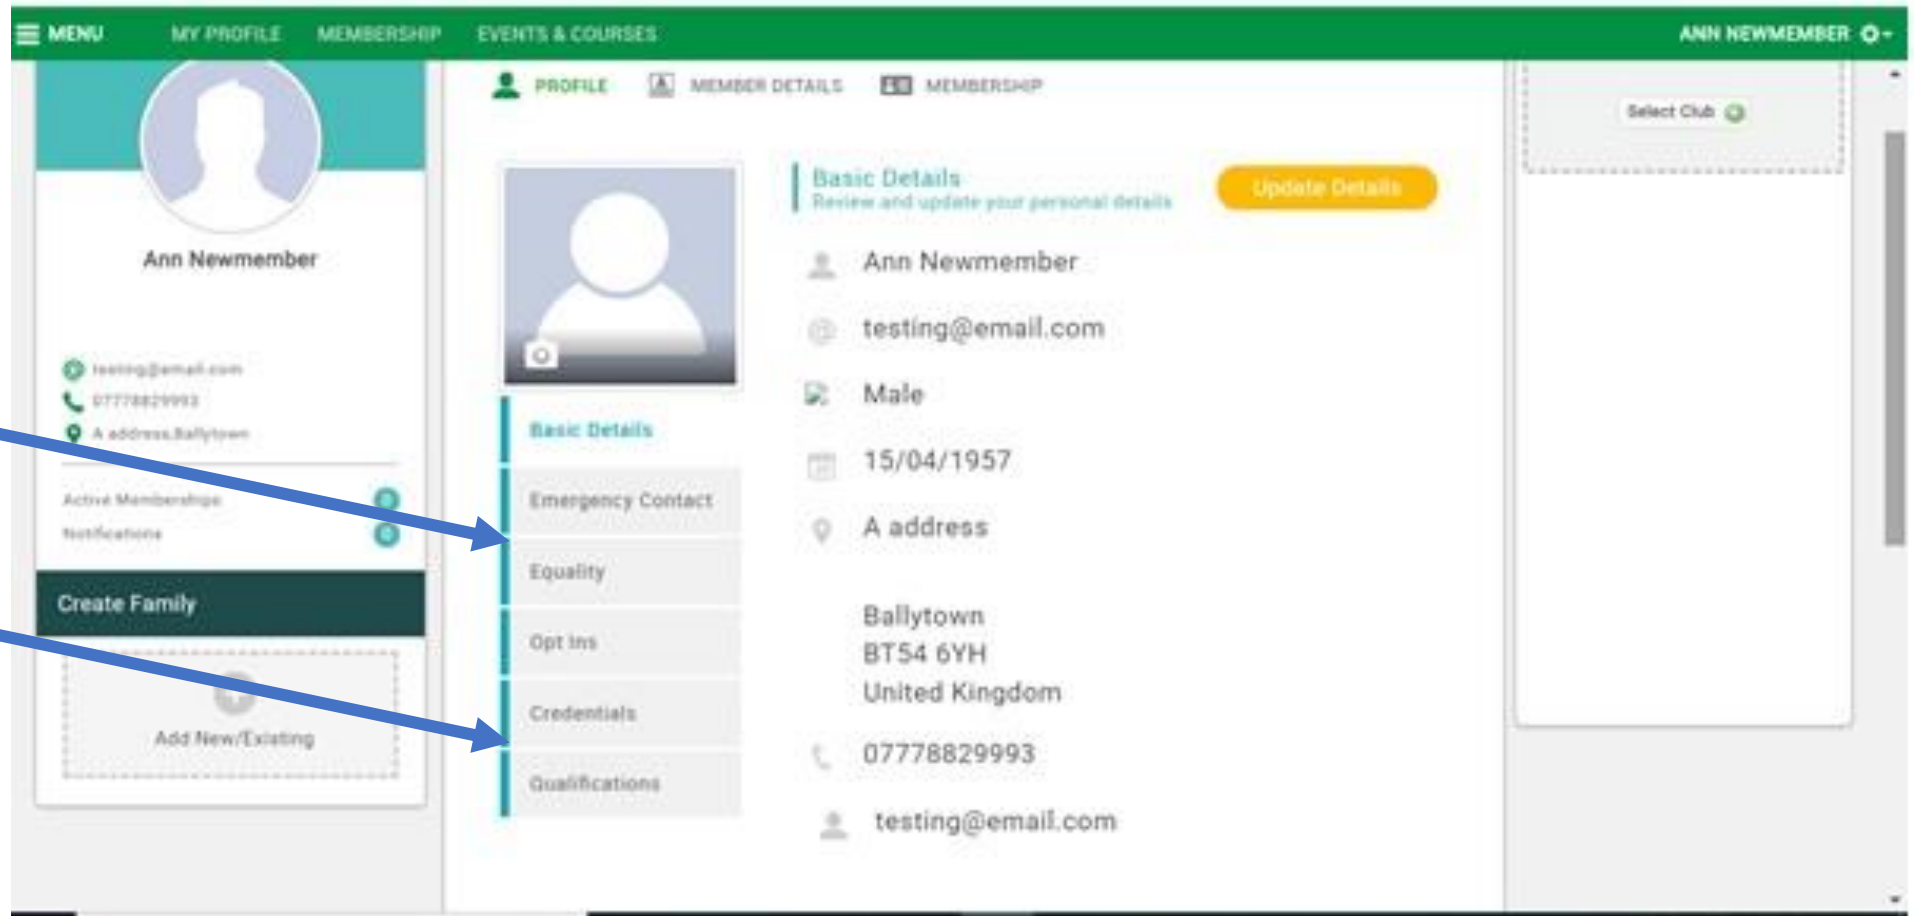 MENU MY PROFILE MEMBERSHIP EVENTS & COURSES ANN NEWMEMBER
PROFILE MEMBER DETAILS MEMBERSHIP
Select Club
Ann Newmember
testing@email.com
07778829993
A address,Ballytown
Active Memberships
Notifications
Create Family
Add New/Existing
Basic Details
Emergency Contact
Equality
Opt Ins
Credentials
Qualifications
Basic Details
Review and update your personal details
Update Details
Ann Newmember
testing@email.com
Male
15/04/1957
A address
Ballytown
BT54 6YH
United Kingdom
07778829993
testing@email.com